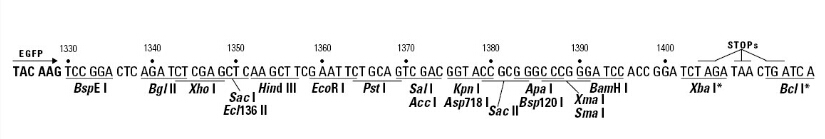 EGFP 1330 1340 1350 1360 1370 1380 1390 1400 STOPs
TAC AAG TCC GGA CTC AGA TCT CGA GCT CAA GCT TCG AAT TCT GCA GTC GAC GGT ACC GCG GGC CCG GGA TCC ACC GGA TCT AGA TAA CTG ATC A
BspE I Bgl II Xho I Hind III EcoR I Pst I Sal I Kpn I Apa I BamH I Xba I* Bcl I*
Sac I Acc I Asp718 I Sac II Bsp120 I Xma I
Ecl136 II Sma I